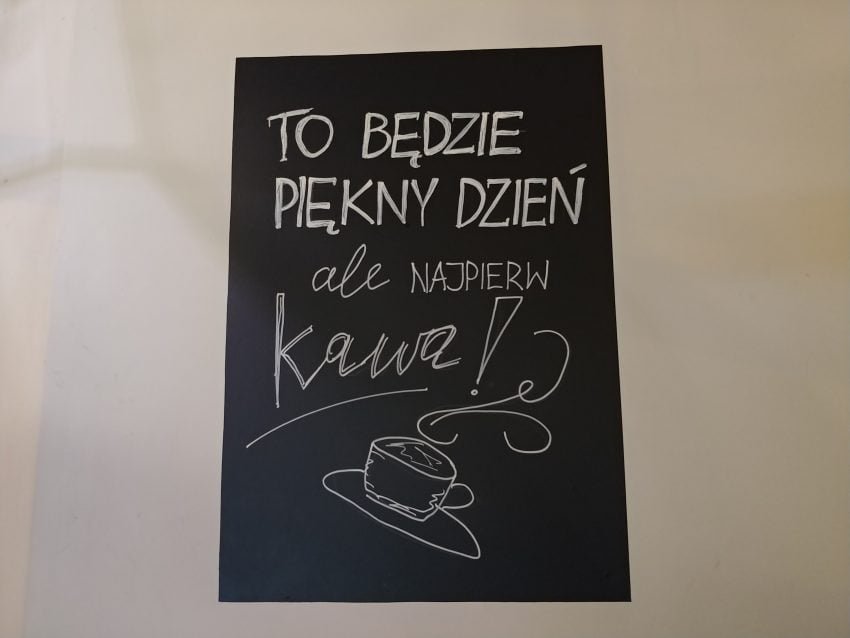 TO BĘDZIE
PIĘKNY DZIEŃ
ale NAJPIERW
kawa!